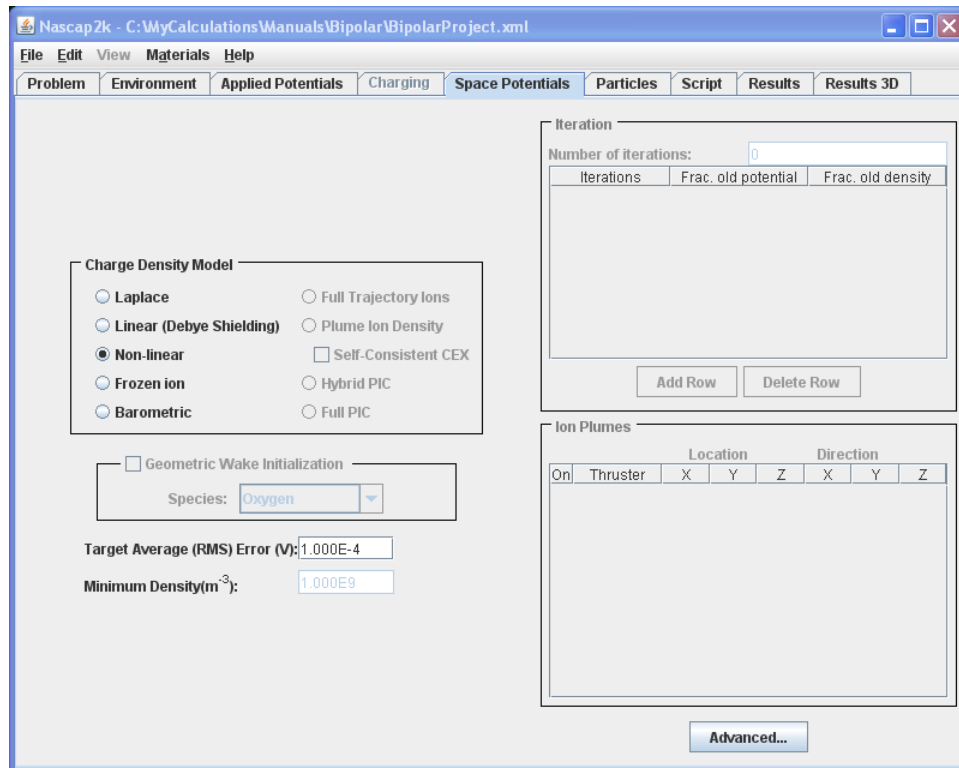 Nascap2k - C:\MyCalculations\Manuals\Bipolar\BipolarProject.xml
File Edit View Materials Help
Problem Environment Applied Potentials Charging Space Potentials Particles Script Results Results 3D
Charge Density Model
Laplace Full Trajectory Ions
Linear (Debye Shielding) Plume Ion Density
Non-linear Self-Consistent CEX
Frozen ion Hybrid PIC
Barometric Full PIC
Geometric Wake Initialization
Species: Oxygen
Target Average (RMS) Error (V): 1.000E-4
Minimum Density(m-3): 1.000E9
Iteration
Number of iterations: 0
Iterations Frac. old potential Frac. old density
Add Row Delete Row
Ion Plumes
Location Direction
On Thruster X Y Z X Y Z
Advanced...